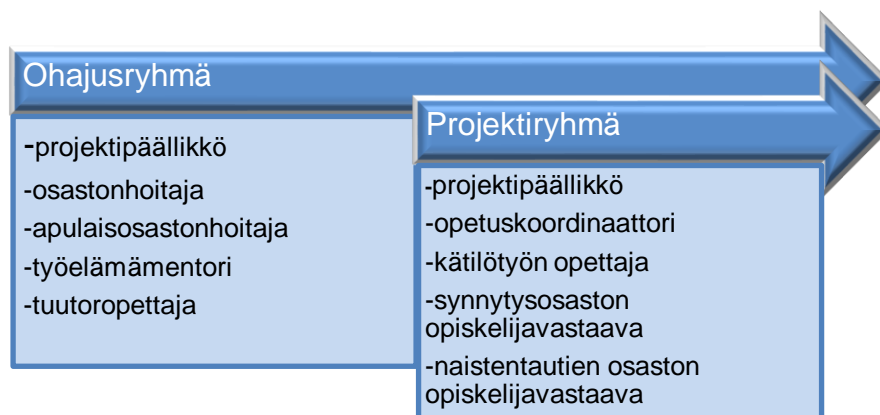 Ohajusryhmä
-projektipäällikkö
-osastonhoitaja
-apulaisosastonhoitaja
-työelämämentori
-tuutoropettaja
Projektiryhmä
-projektipäällikkö
-opetuskoordinaattori
-kätilötyön opettaja
-synnytysosaston
opiskelijavastaava
-naistentautien osaston
opiskelijavastaava